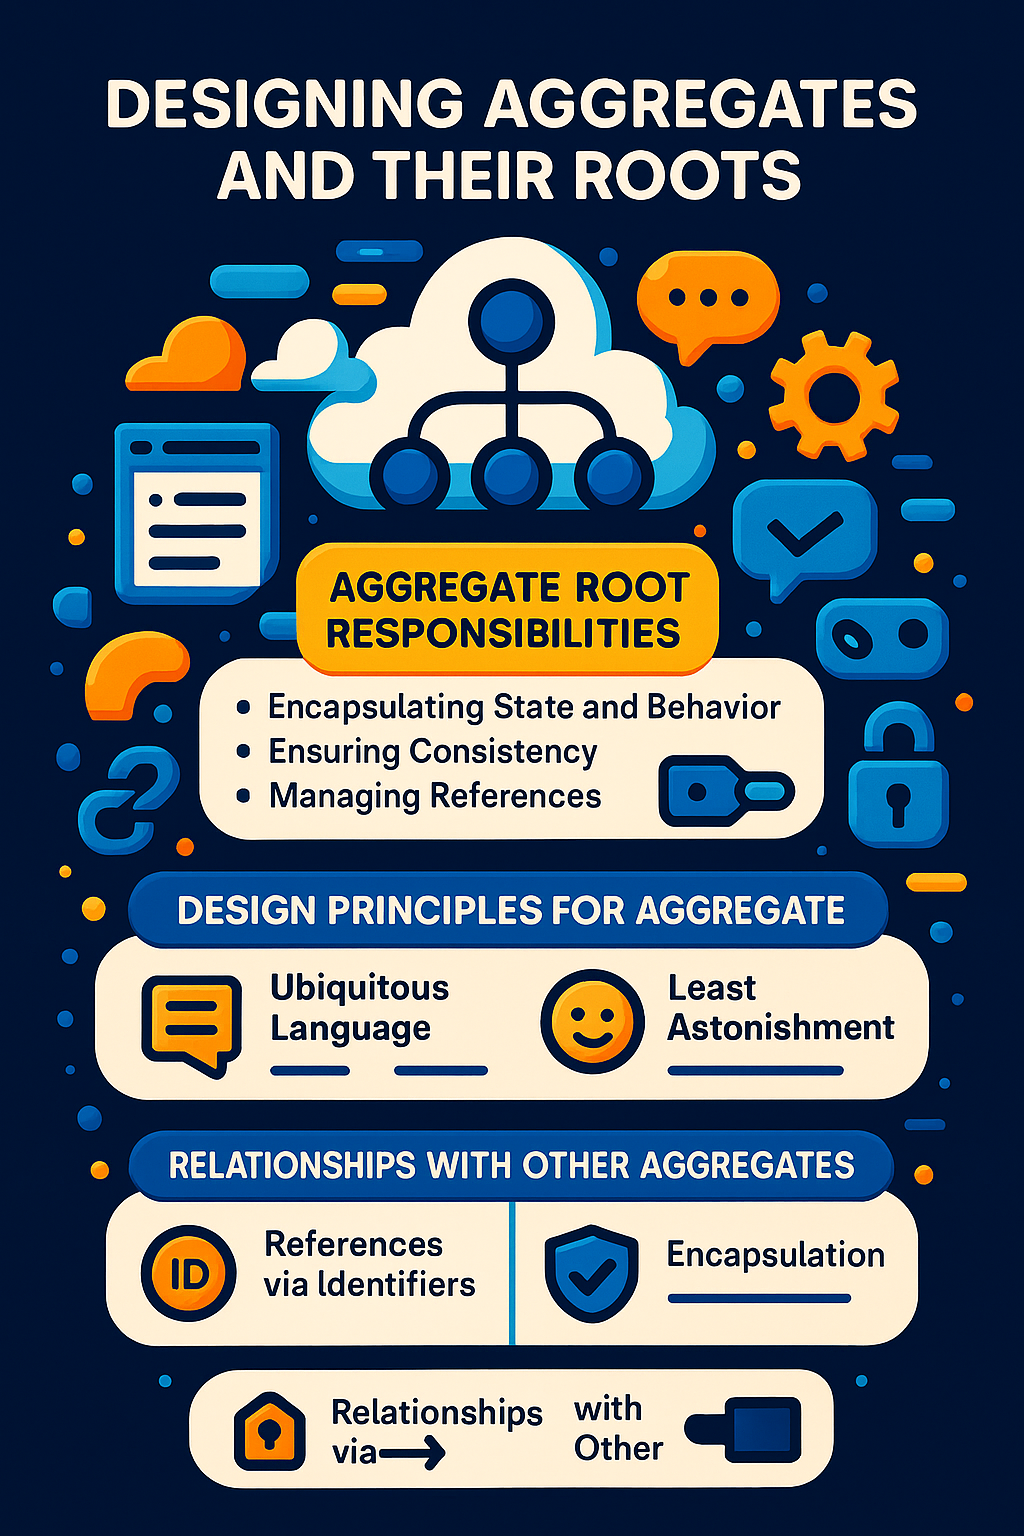 DESIGNING AGGREGATES
AND THEIR ROOTS
AGGREGATE ROOT
RESPONSIBILITIES
• Encapsulating State and Behavior
• Ensuring Consistency
• Managing References
DESIGN PRINCIPLES FOR AGGREGATE
Ubiquitous
Language
Least
Astonishment
RELATIONSHIPS WITH OTHER AGGREGATES
ID
References
via Identifiers
Encapsulation
Relationships
via→
with
Other